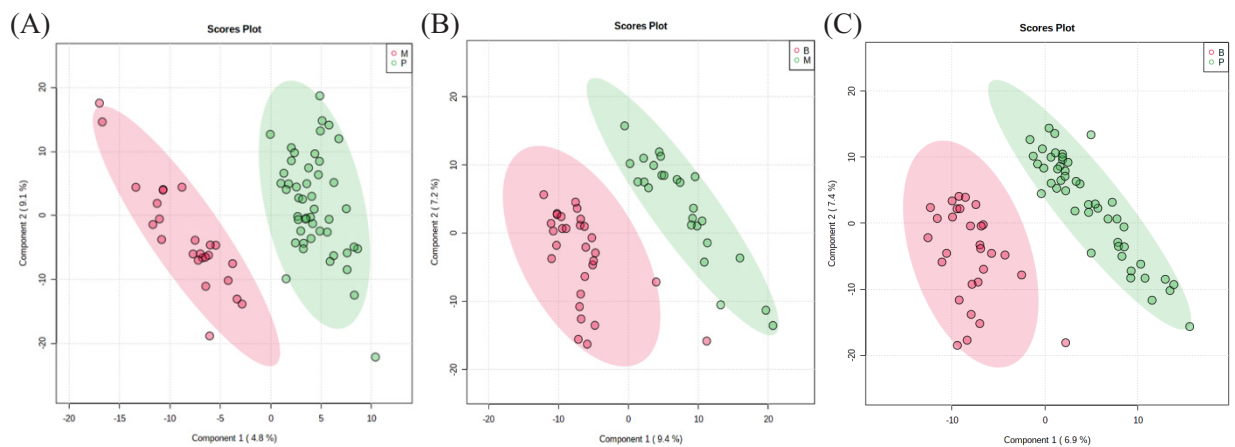 (A)
Scores Plot
M
P
Component 2 ( 9.1 %)
20
10
0
-10
-20
-20
-15
-10
-5
0
5
10
Component 1 ( 4.8 %)
(B)
Scores Plot
B
M
Component 2 ( 7.2 %)
20
10
0
-10
-20
-20
-10
0
10
20
Component 1 ( 9.4 %)
(C)
Scores Plot
B
P
Component 2 ( 7.4 %)
20
10
0
-10
-20
-10
0
10
Component 1 ( 6.9 %)